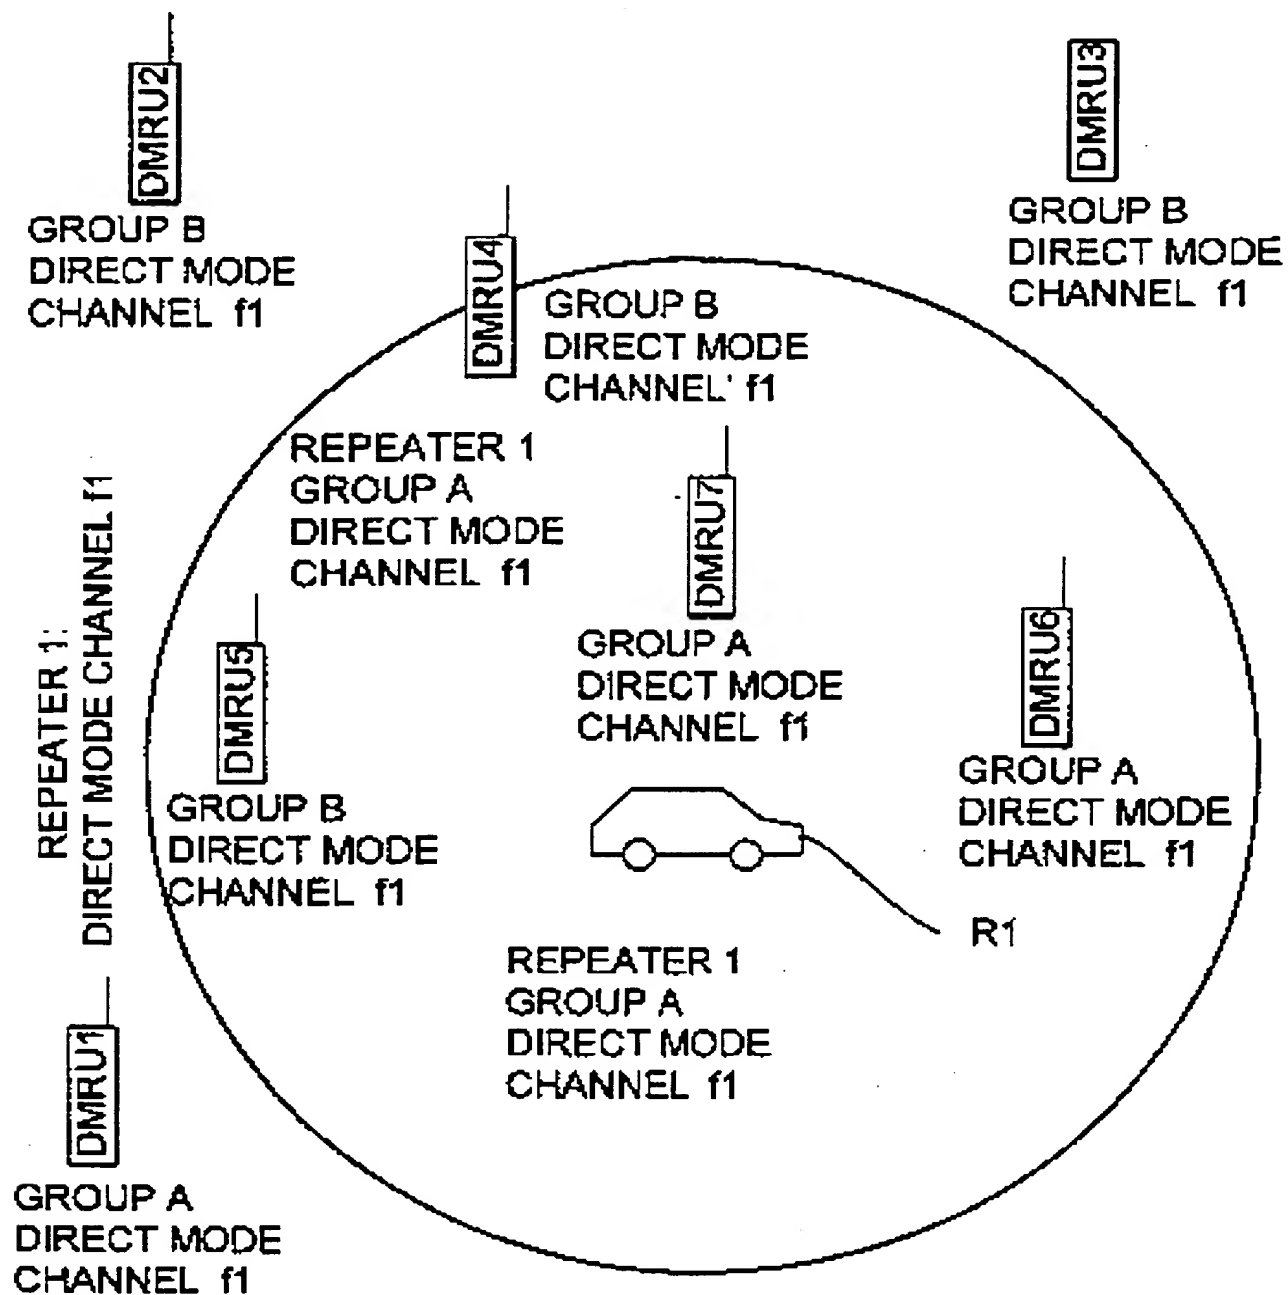 DMRU2
GROUP B
DIRECT MODE
CHANNEL f1
DMRU3
GROUP B
DIRECT MODE
CHANNEL f1
DMRU4
GROUP B
DIRECT MODE
CHANNEL' f1
REPEATER 1
GROUP A
DIRECT MODE
CHANNEL f1
DMRU7
GROUP A
DIRECT MODE
CHANNEL f1
REPEATER 1:
DIRECT MODE CHANNEL f1
DMRU5
GROUP B
DIRECT MODE
CHANNEL f1
DMRU6
GROUP A
DIRECT MODE
CHANNEL f1
R1
REPEATER 1
GROUP A
DIRECT MODE
CHANNEL f1
DMRU1
GROUP A
DIRECT MODE
CHANNEL f1